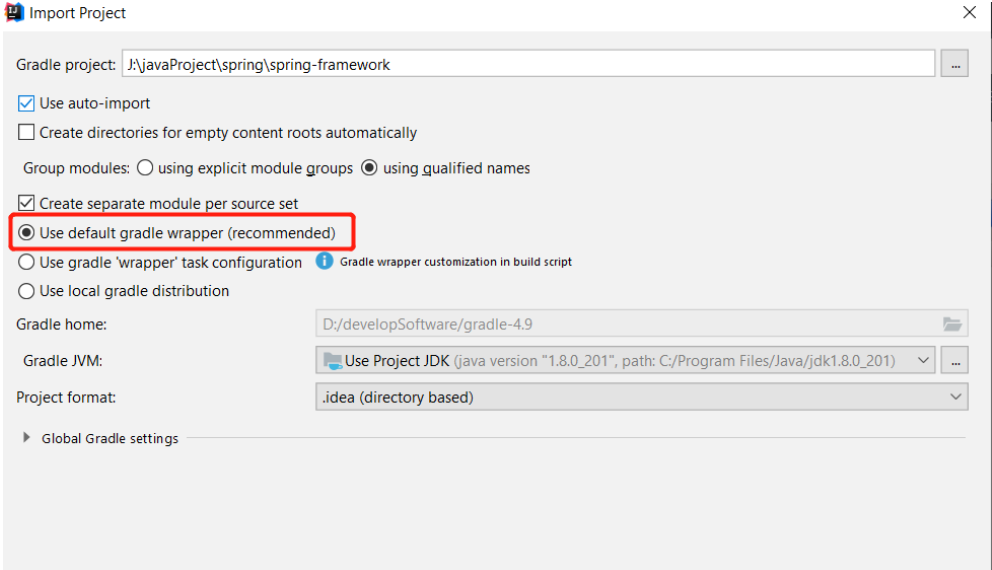 Import Project
Gradle project: J:\javaProject\spring\spring-framework ...
Use auto-import
Create directories for empty content roots automatically
Group modules: using explicit module groups using qualified names
Create separate module per source set
Use default gradle wrapper (recommended)
Use gradle 'wrapper' task configuration Gradle wrapper customization in build script
Use local gradle distribution
Gradle home: D:/developSoftware/gradle-4.9
Gradle JVM: Use Project JDK (java version "1.8.0_201", path: C:/Program Files/Java/jdk1.8.0_201) ...
Project format: .idea (directory based)
Global Gradle settings